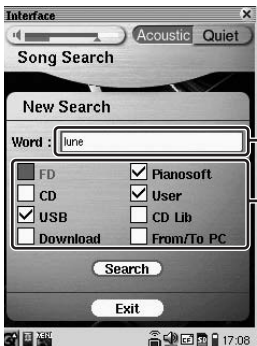 Interface
Acoustic Quiet
Song Search
New Search
Word : lune
FD Pianosoft
CD User
USB CD Lib
Download From/To PC
Search
Exit
17:08